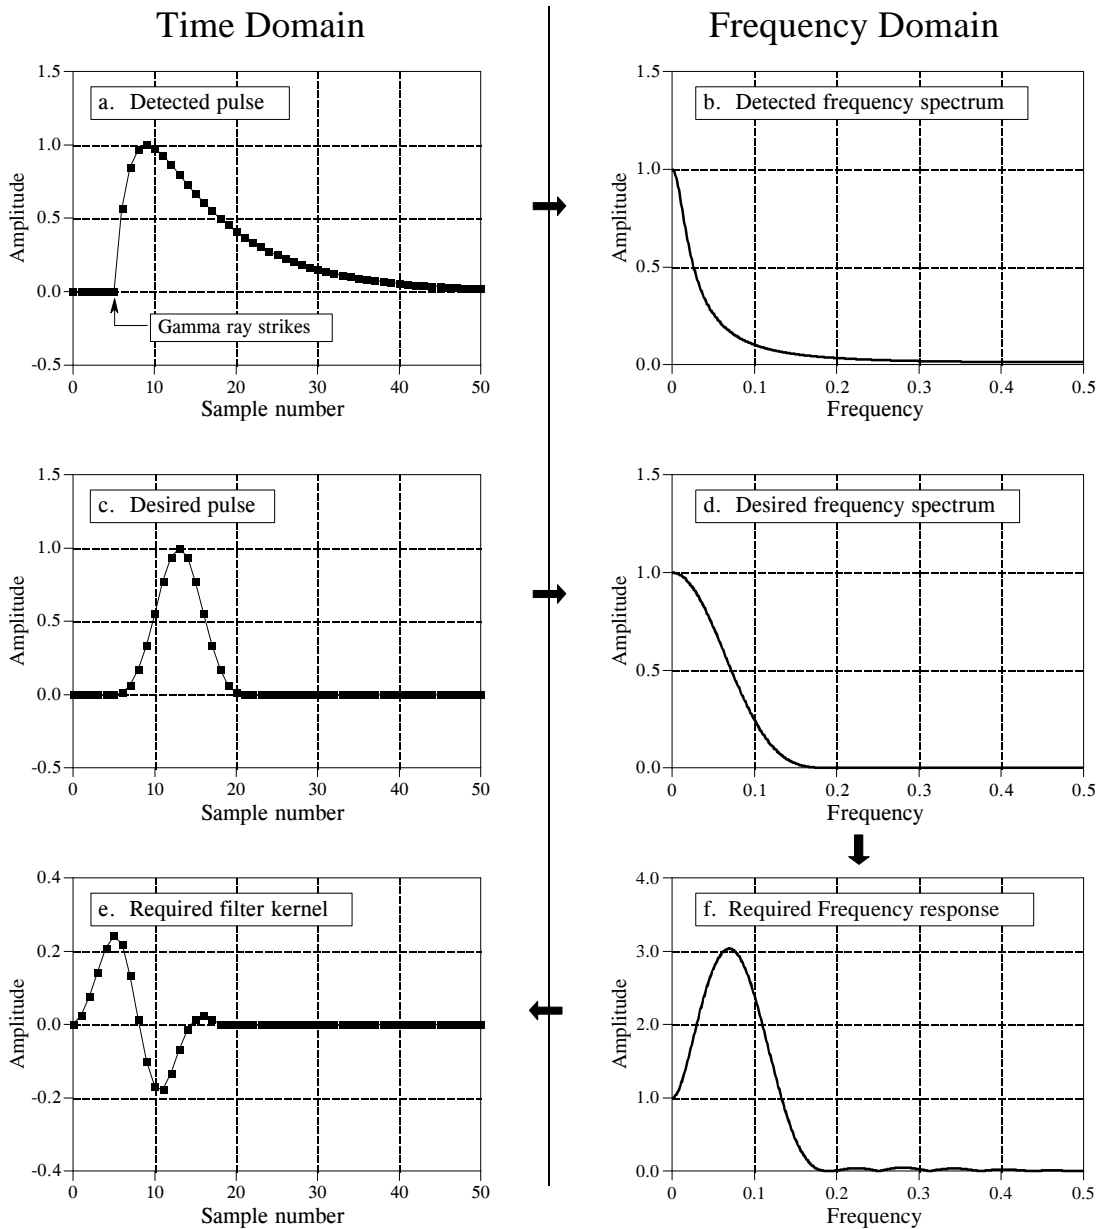 Time Domain
Frequency Domain
1.5
1.0
0.5
0.0
-0.5
Amplitude
a. Detected pulse
Gamma ray strikes
0 10 20 30 40 50
Sample number
1.5
1.0
0.5
0.0
Amplitude
b. Detected frequency spectrum
0 0.1 0.2 0.3 0.4 0.5
Frequency
1.5
1.0
0.5
0.0
-0.5
Amplitude
c. Desired pulse
0 10 20 30 40 50
Sample number
1.5
1.0
0.5
0.0
Amplitude
d. Desired frequency spectrum
0 0.1 0.2 0.3 0.4 0.5
Frequency
0.4
0.2
0.0
-0.2
-0.4
Amplitude
e. Required filter kernel
0 10 20 30 40 50
Sample number
4.0
3.0
2.0
1.0
0.0
Amplitude
f. Required Frequency response
0 0.1 0.2 0.3 0.4 0.5
Frequency